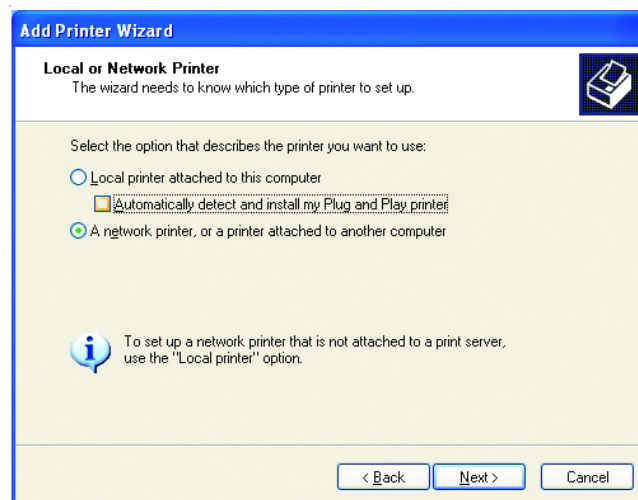 Add Printer Wizard
Local or Network Printer
The wizard needs to know which type of printer to set up.
Select the option that describes the printer you want to use:
Local printer attached to this computer
Automatically detect and install my Plug and Play printer
A network printer, or a printer attached to another computer
To set up a network printer that is not attached to a print server,
use the "Local printer" option.
< Back Next > Cancel